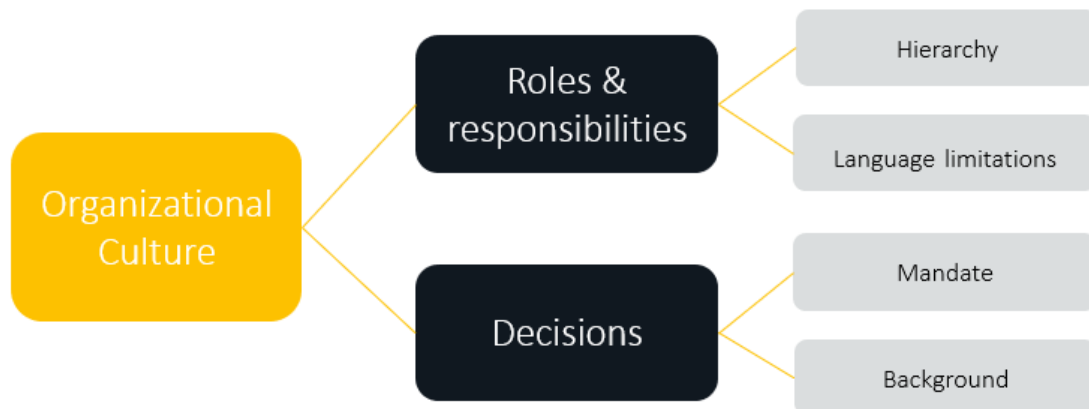 Organizational
Culture
Roles &
responsibilities
Hierarchy
Language limitations
Decisions
Mandate
Background